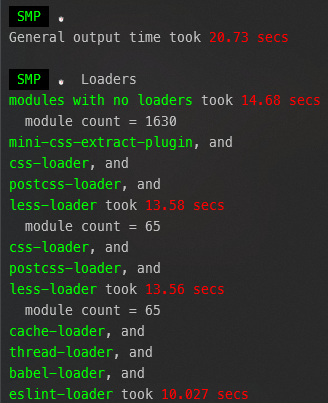 SMP
General output time took 20.73 secs
SMP Loaders
modules with no loaders took 14.68 secs
module count = 1630
mini-css-extract-plugin, and
css-loader, and
postcss-loader, and
less-loader took 13.58 secs
module count = 65
css-loader, and
postcss-loader, and
less-loader took 13.56 secs
module count = 65
cache-loader, and
thread-loader, and
babel-loader, and
eslint-loader took 10.027 secs